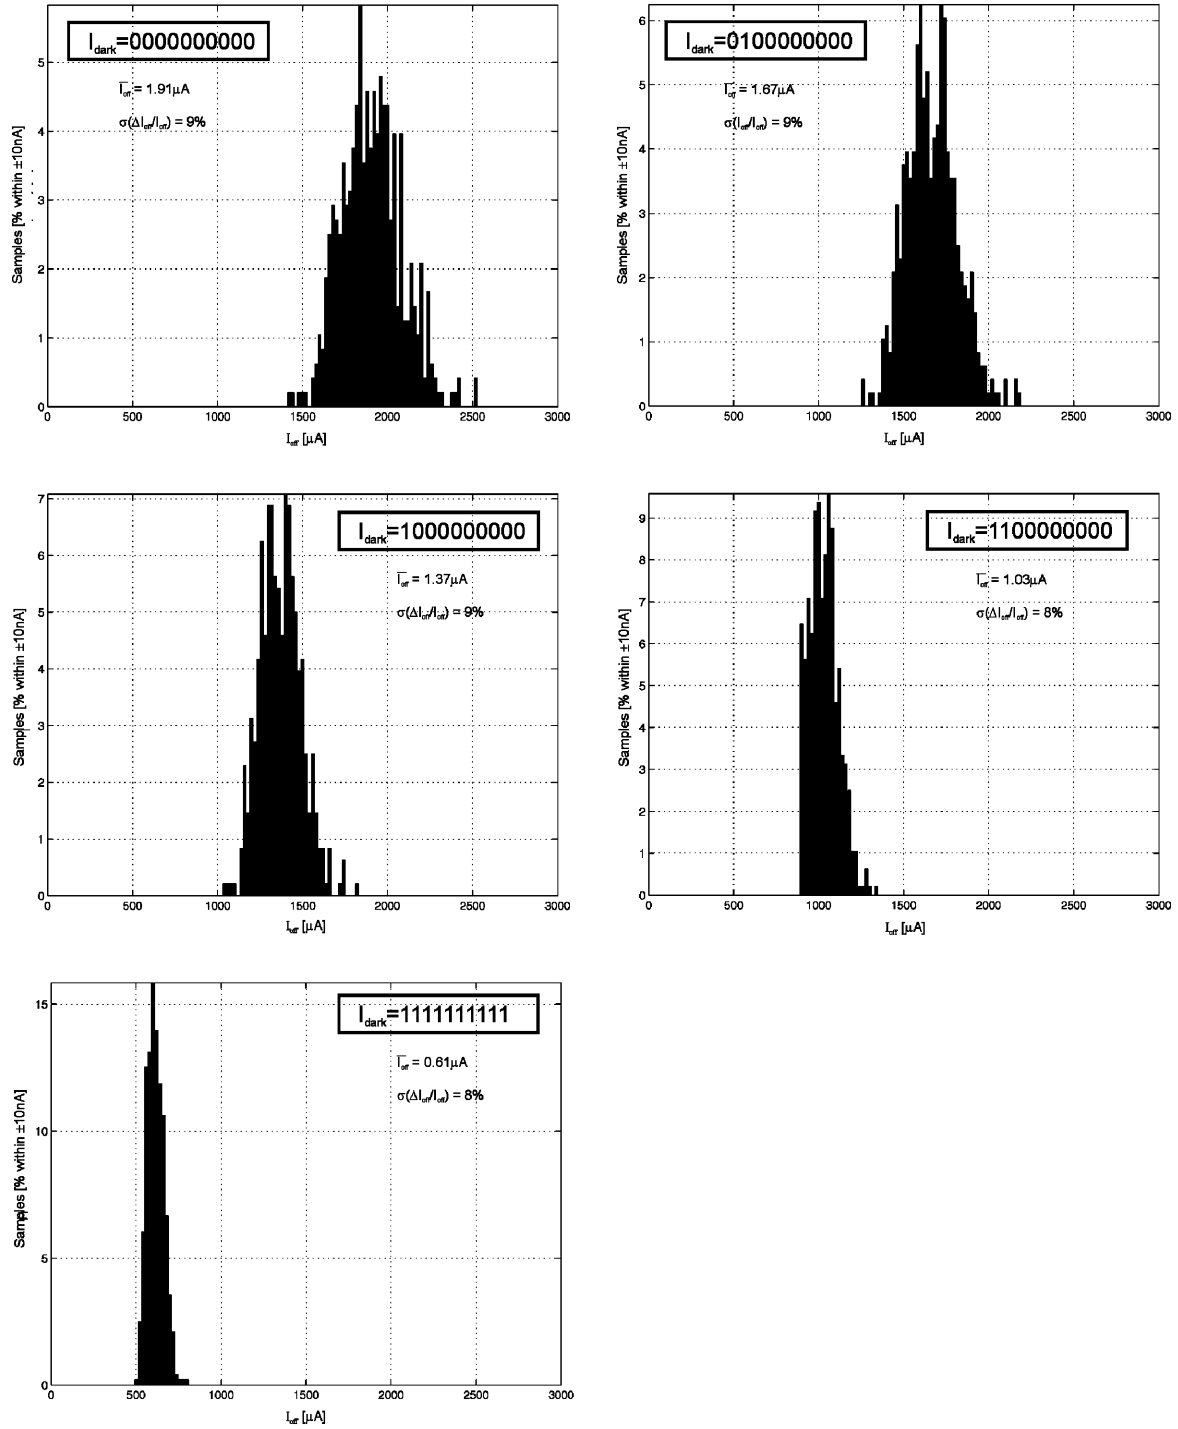 I_dark=0000000000
I_off = 1.91μA
σ(ΔI_off/I_off) = 9%
Samples [% within ±10nA]
5
4
3
2
1
0
0 500 1000 1500 2000 2500 3000
I_off [μA]
I_dark=0100000000
I_off = 1.67μA
σ(I_off/I_off) = 9%
Samples [% within ±10nA]
6
5
4
3
2
1
0
0 500 1000 1500 2000 2500 3000
I_off [μA]
I_dark=1000000000
I_off = 1.37μA
σ(ΔI_off/I_off) = 9%
Samples [% within ±10nA]
7
6
5
4
3
2
1
0
0 500 1000 1500 2000 2500 3000
I_off [μA]
I_dark=1100000000
I_off = 1.03μA
σ(ΔI_off/I_off) = 8%
Samples [% within ±10nA]
9
8
7
6
5
4
3
2
1
0
0 500 1000 1500 2000 2500 3000
I_off [μA]
I_dark=1111111111
I_off = 0.61μA
σ(ΔI_off/I_off) = 8%
Samples [% within ±10nA]
15
10
5
0
0 500 1000 1500 2000 2500 3000
I_off [μA]